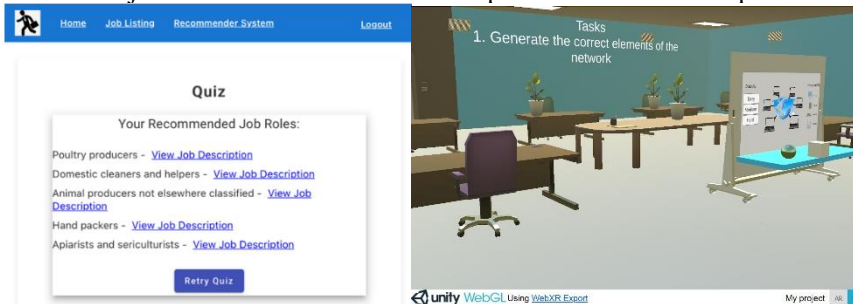 Home Job Listing Recommender System Logout
Quiz
Your Recommended Job Roles:
Poultry producers - View Job Description
Domestic cleaners and helpers - View Job Description
Animal producers not elsewhere classified - View Job
Description
Hand packers - View Job Description
Apiarists and sericulturists - View Job Description
Retry Quiz
Tasks
1. Generate the correct elements of the
network
unity WebGL Using WebXR Export
My project AR